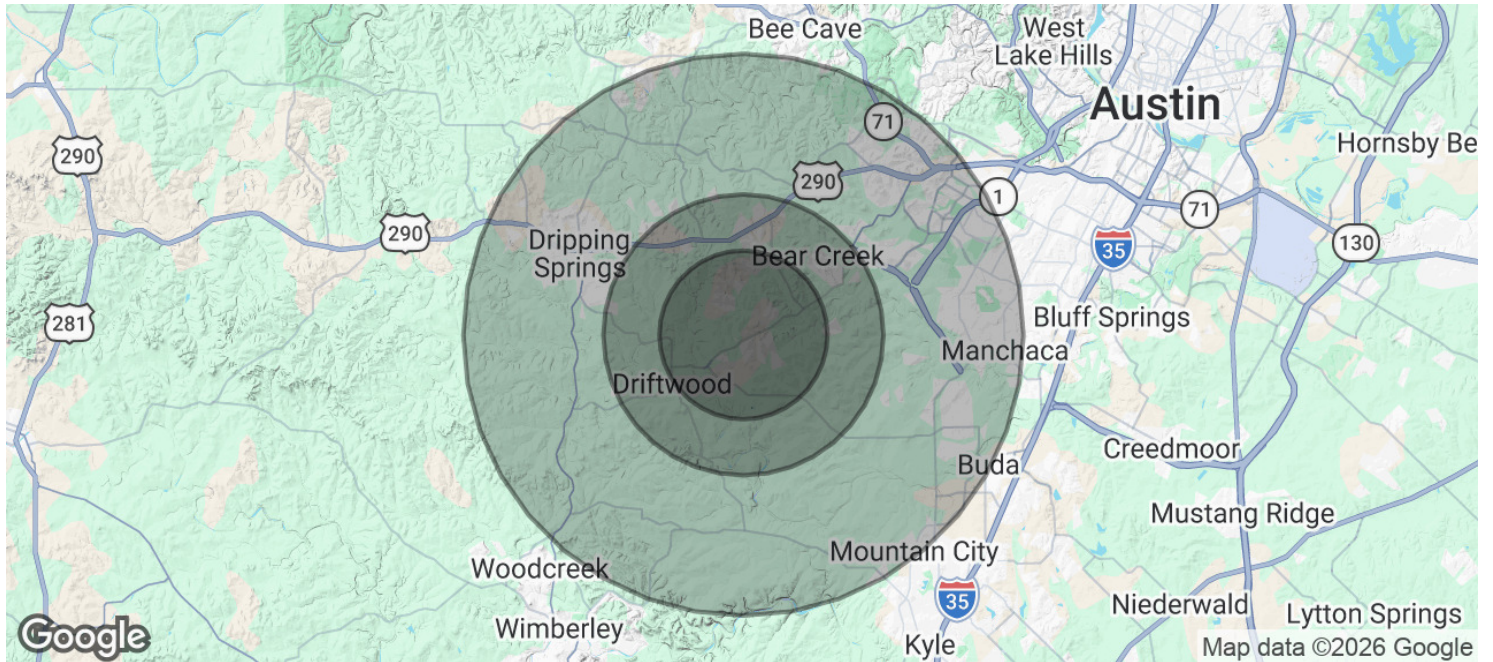 Bee Cave
West
Lake Hills
Austin
71
Hornsby Be
290
290
1
71
290
Dripping
Springs
Bear Creek
35
130
281
Bluff Springs
Manchaca
Driftwood
Creedmoor
Buda
Mustang Ridge
Mountain City
Woodcreek
35
Niederwald
Lytton Springs
Wimberley
Kyle
Google
Map data ©2026 Google